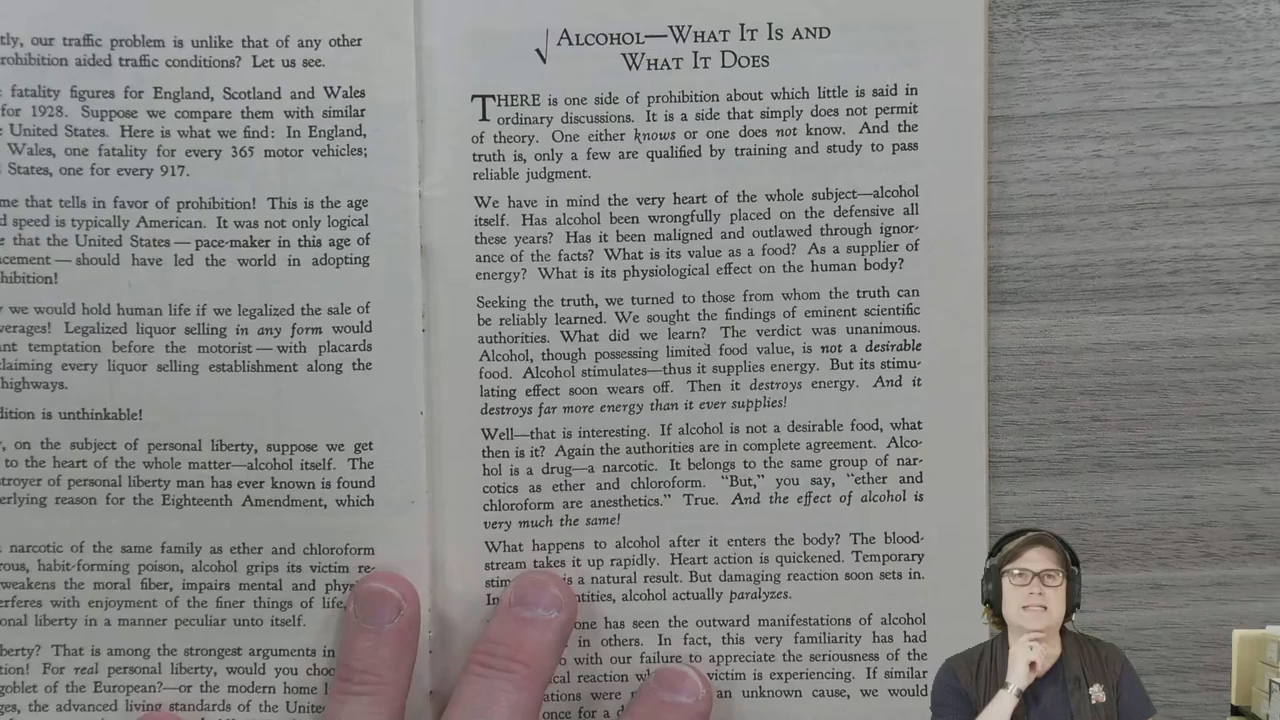 tly, our traffic problem is unlike that of any other
rohibition aided traffic conditions? Let us see.
fatality figures for England, Scotland and Wales
for 1928. Suppose we compare them with similar
United States. Here is what we find: In England,
Wales, one fatality for every 365 motor vehicles;
States, one for every 917.
me that tells in favor of prohibition! This is the age
d speed is typically American. It was not only logical
e that the United States — pace-maker in this age of
cement — should have led the world in adopting
hibition!
we would hold human life if we legalized the sale of
verages! Legalized liquor selling in any form would
nt temptation before the motorist — with placards
claiming every liquor selling establishment along the
highways.
dition is unthinkable!
, on the subject of personal liberty, suppose we get
to the heart of the whole matter—alcohol itself. The
stroyer of personal liberty man has ever known is found
erlying reason for the Eighteenth Amendment, which
narcotic of the same family as ether and chloroform
rous, habit-forming poison, alcohol grips its victim re-
weakens the moral fiber, impairs mental and phy
erferes with enjoyment of the finer things of life,
onal liberty in a manner peculiar unto itself.
berty? That is among the strongest arguments in
tion! For real personal liberty, would you choo
goblet of the European?—or the modern home l
ges, the advanced living standards of the Unite
√ Alcohol—What It Is and
What It Does
THERE is one side of prohibition about which little is said in
ordinary discussions. It is a side that simply does not permit
of theory. One either knows or one does not know. And the
truth is, only a few are qualified by training and study to pass
reliable judgment.
We have in mind the very heart of the whole subject—alcohol
itself. Has alcohol been wrongfully placed on the defensive all
these years? Has it been maligned and outlawed through ignor-
ance of the facts? What is its value as a food? As a supplier of
energy? What is its physiological effect on the human body?
Seeking the truth, we turned to those from whom the truth can
be reliably learned. We sought the findings of eminent scientific
authorities. What did we learn? The verdict was unanimous.
Alcohol, though possessing limited food value, is not a desirable
food. Alcohol stimulates—thus it supplies energy. But its stimu-
lating effect soon wears off. Then it destroys energy. And it
destroys far more energy than it ever supplies!
Well—that is interesting. If alcohol is not a desirable food, what
then is it? Again the authorities are in complete agreement. Alco-
hol is a drug—a narcotic. It belongs to the same group of nar-
cotics as ether and chloroform. "But," you say, "ether and
chloroform are anesthetics." True. And the effect of alcohol is
very much the same!
What happens to alcohol after it enters the body? The blood-
stream takes it up rapidly. Heart action is quickened. Temporary
stim is a natural result. But damaging reaction soon sets in.
In ntities, alcohol actually paralyzes.
one has seen the outward manifestations of alcohol
in others. In fact, this very familiarity has had
o with our failure to appreciate the seriousness of the
cal reaction wh victim is experiencing. If similar
ations were an unknown cause, we would
once for a d